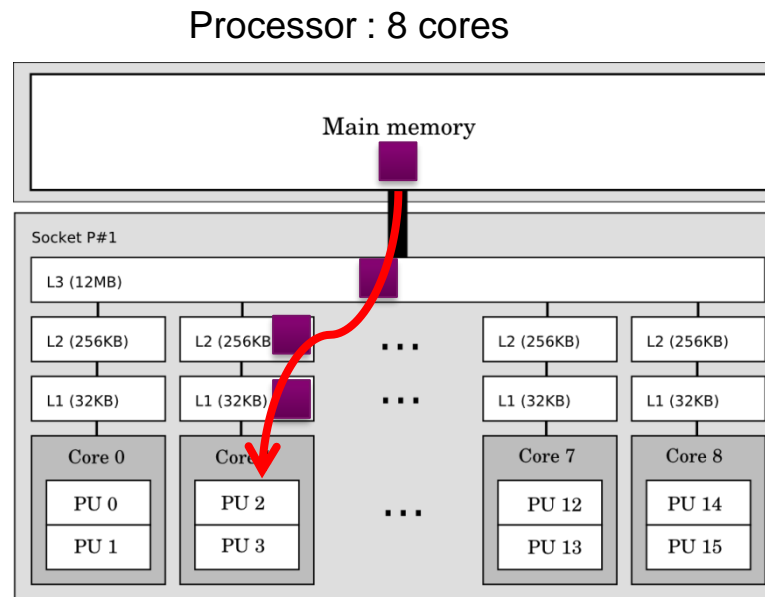 Processor : 8 cores
Main memory
Socket P#1
L3 (12MB)
L2 (256KB)
L2 (256KB
...
L2 (256KB)
L2 (256KB)
L1 (32KB)
L1 (32KB)
...
L1 (32KB)
L1 (32KB)
Core 0
Core
Core 7
Core 8
PU 0
PU 2
...
PU 12
PU 14
PU 1
PU 3
PU 13
PU 15